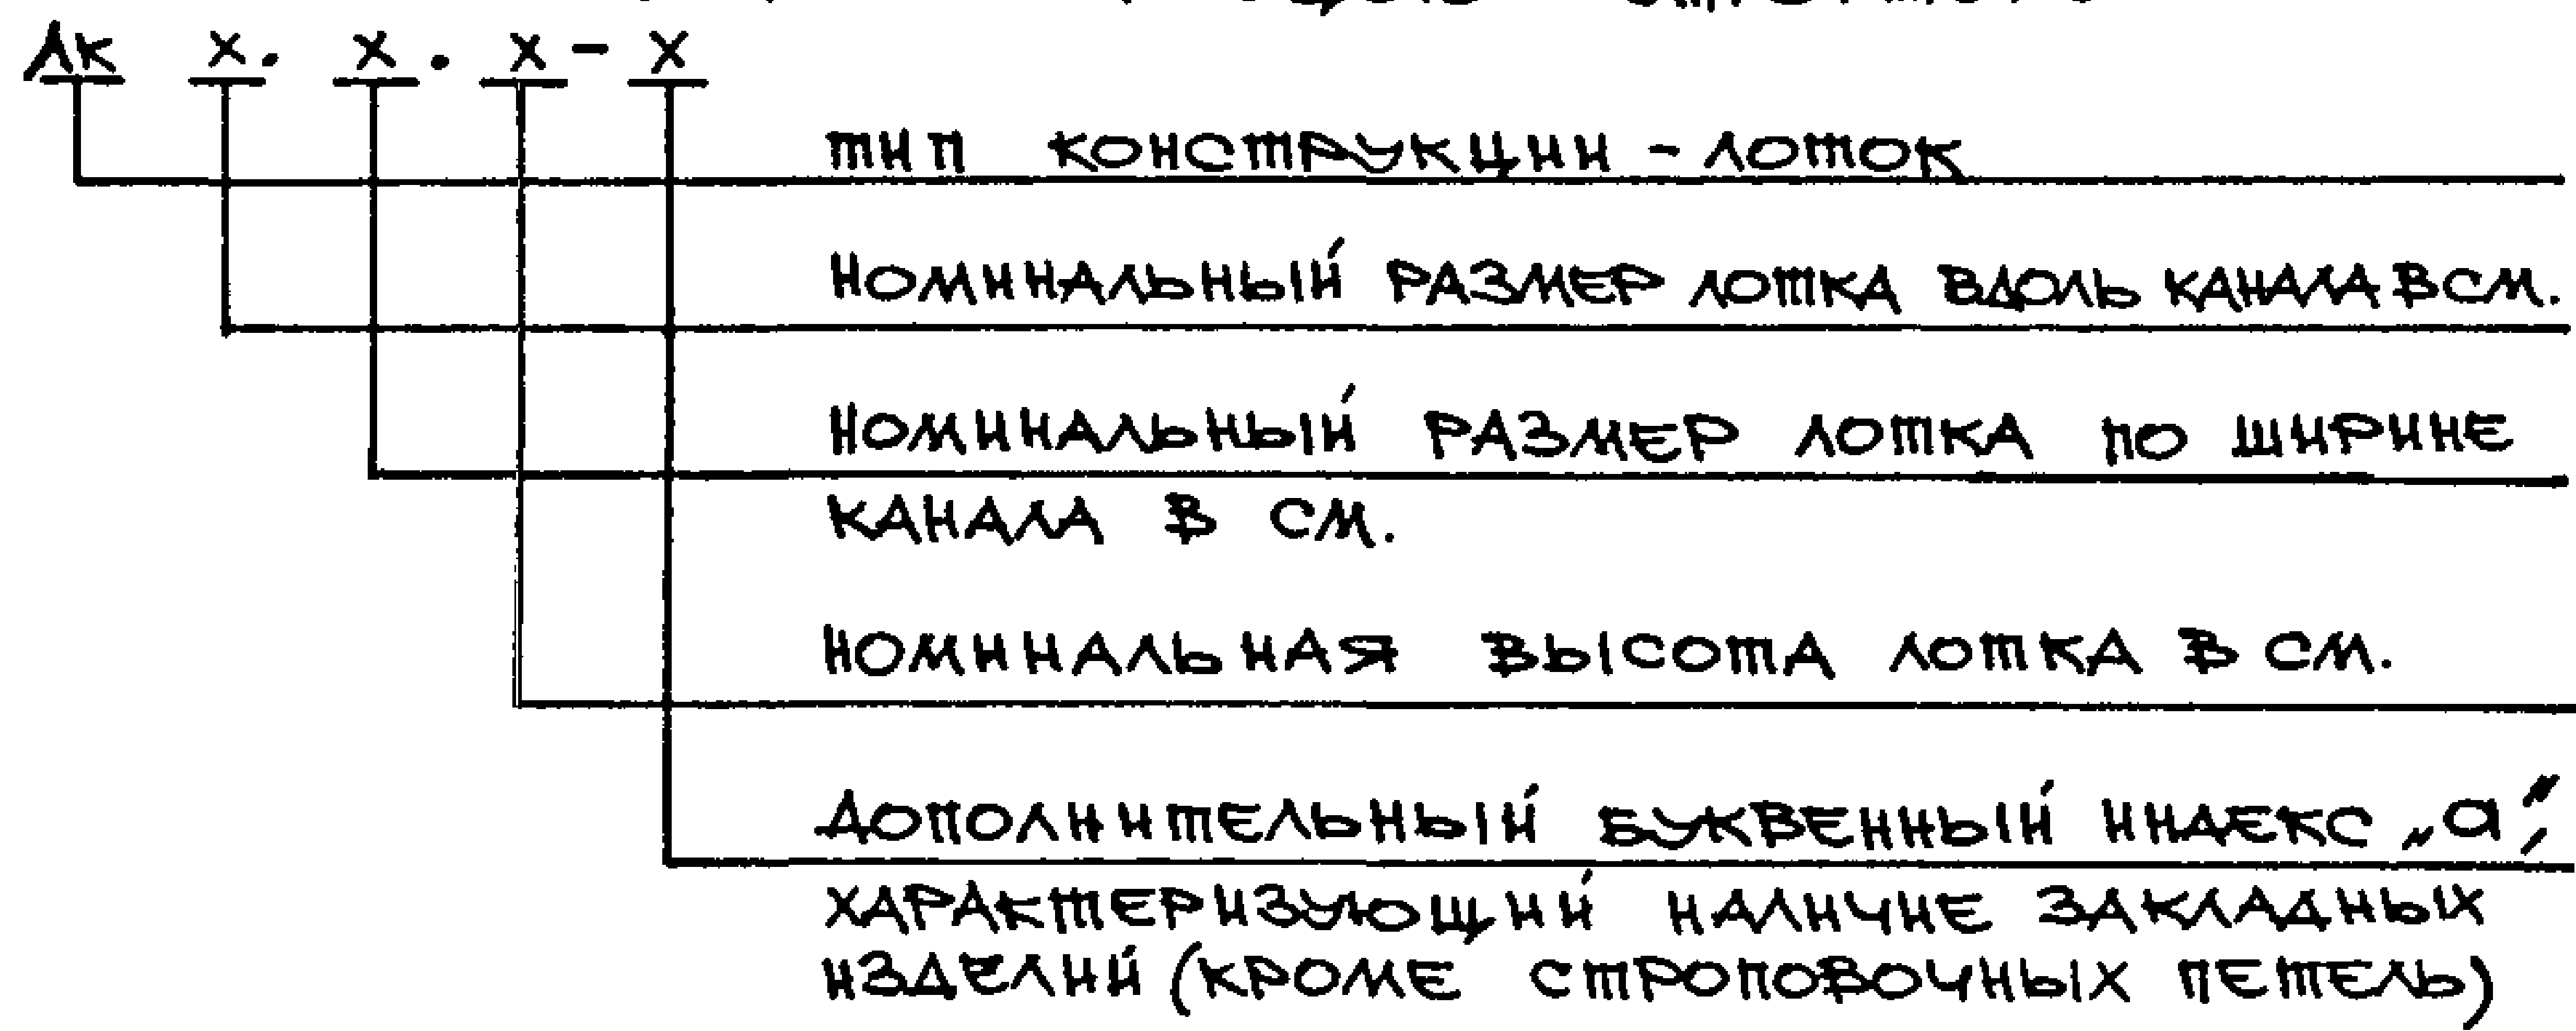 ЛК х. х. х - х
ТИП КОНСТРУКЦИИ - ЛОТОК
НОМИНАЛЬНЫЙ РАЗМЕР ЛОТКА ВДОЛЬ КАНАЛА В СМ.
НОМИНАЛЬНЫЙ РАЗМЕР ЛОТКА ПО ШИРИНЕ
КАНАЛА В СМ.
НОМИНАЛЬНАЯ ВЫСОТА ЛОТКА В СМ.
ДОПОЛНИТЕЛЬНЫЙ БУКВЕННЫЙ ИНДЕКС „а",
ХАРАКТЕРИЗУЮЩИЙ НАЛИЧИЕ ЗАКЛАДНЫХ
ИЗДЕЛИЙ (КРОМЕ СТРОПОВОЧНЫХ ПЕТЕЛЬ)